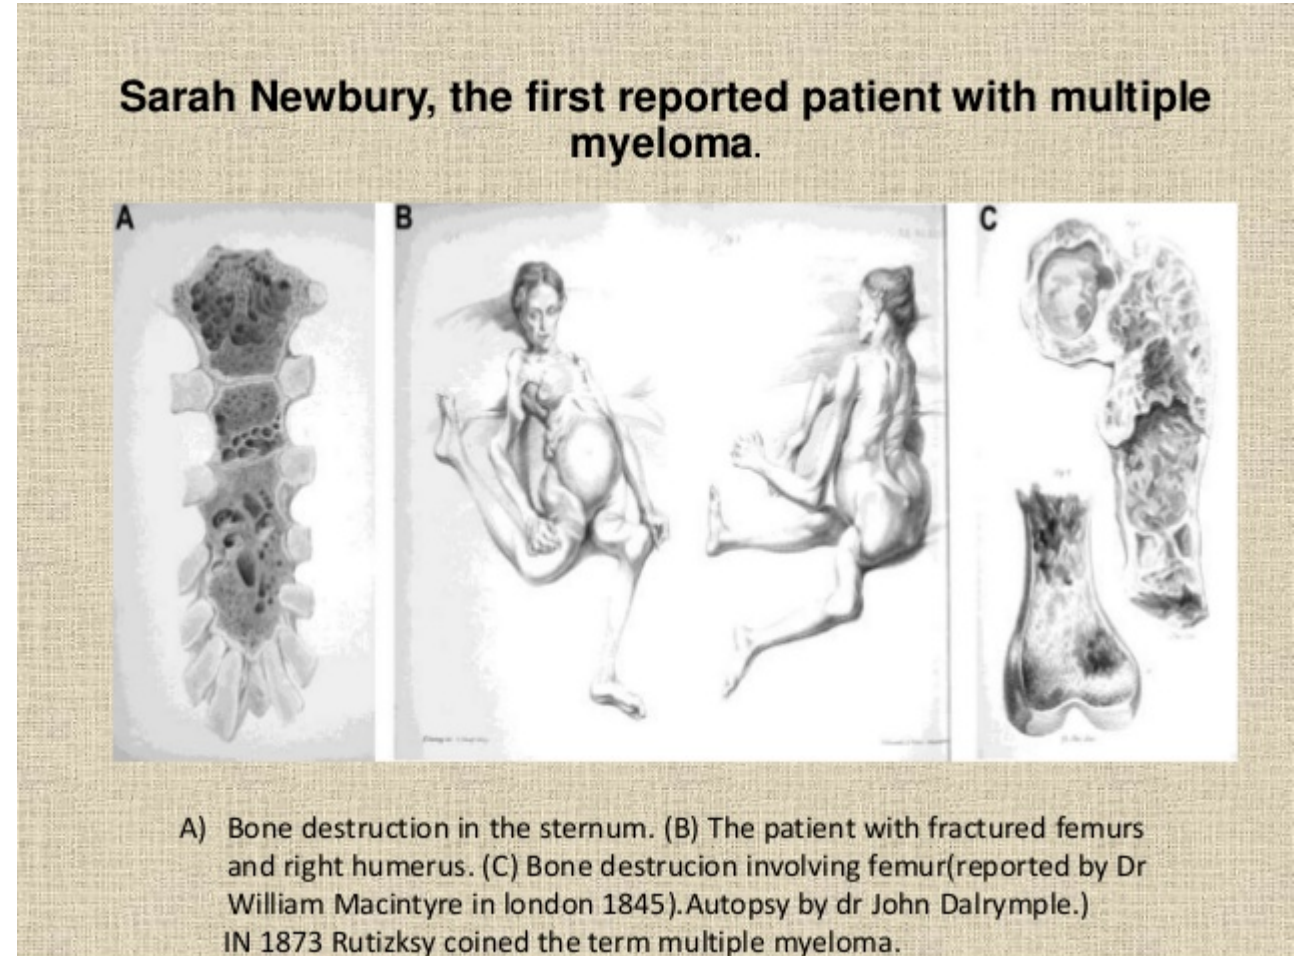 Sarah Newbury, the first reported patient with multiple
myeloma.
A
B
C
A) Bone destruction in the sternum. (B) The patient with fractured femurs
and right humerus. (C) Bone destrucion involving femur(reported by Dr
William Macintyre in london 1845).Autopsy by dr John Dalrymple.)
IN 1873 Rutizksy coined the term multiple myeloma.